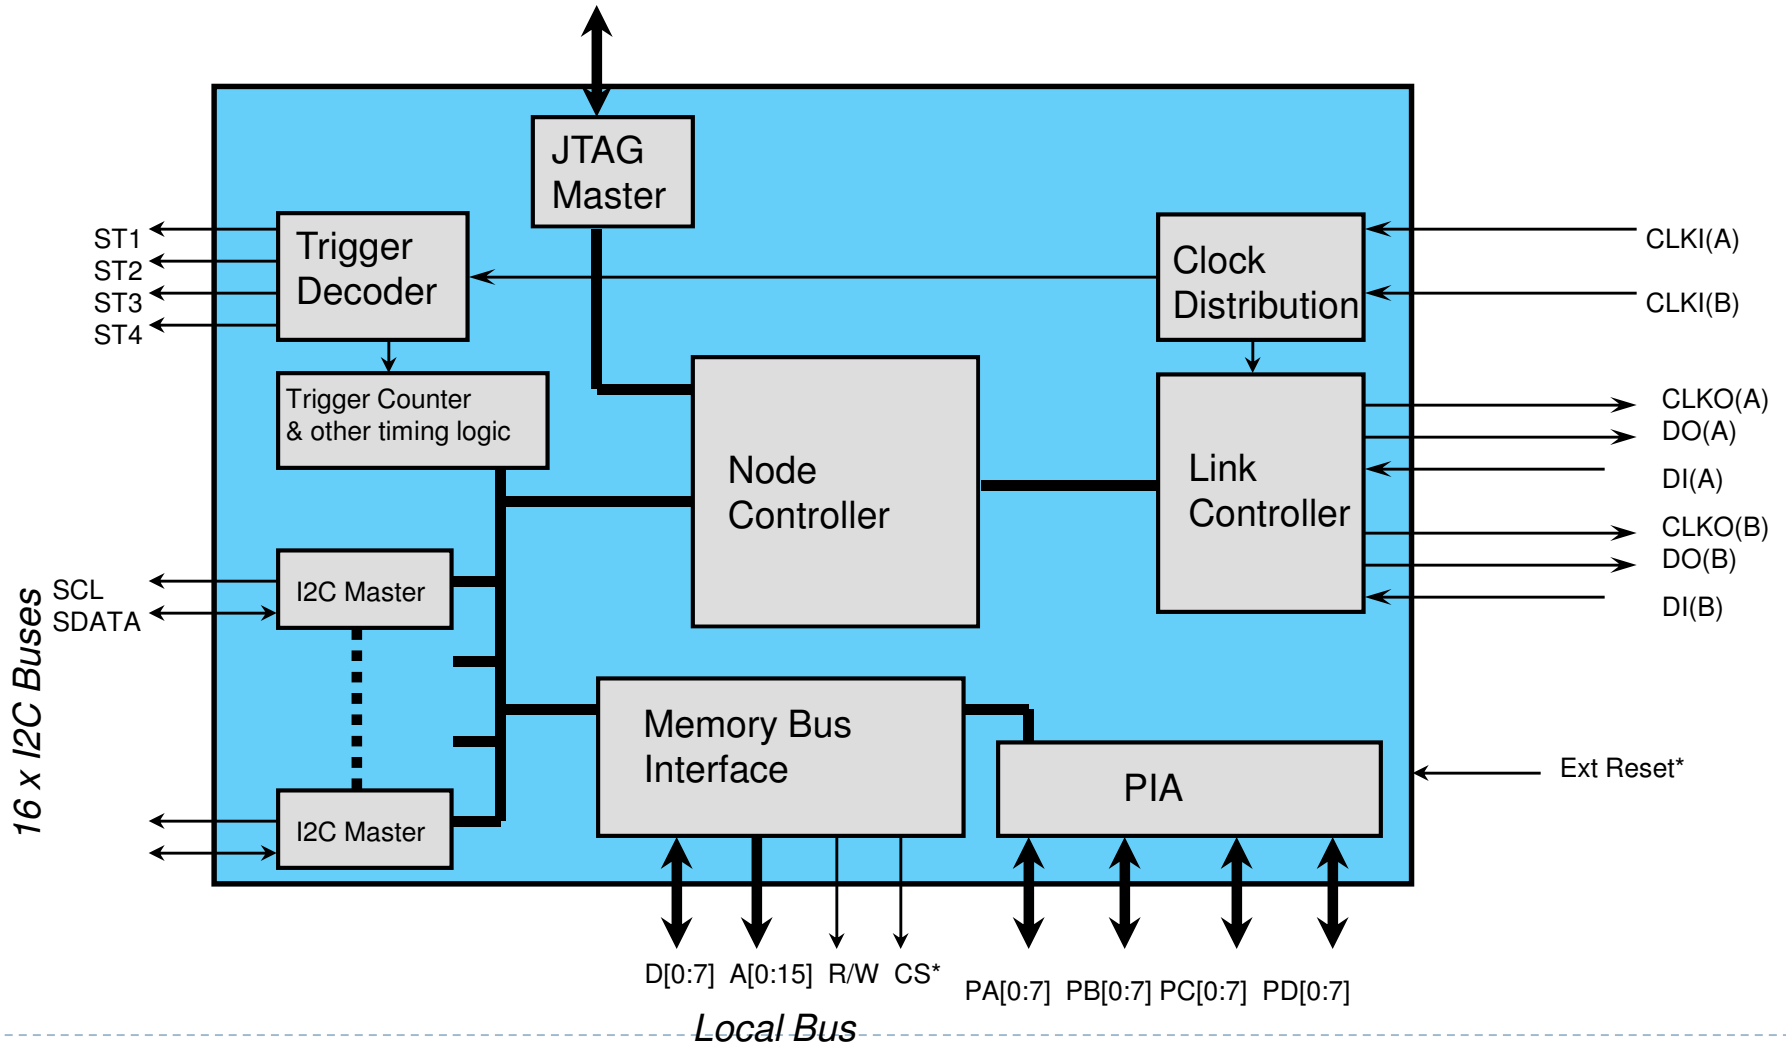 JTAG
Master
Trigger
Decoder
Clock
Distribution
ST1
ST2
ST3
ST4
CLKI(A)
CLKI(B)
Trigger Counter
& other timing logic
Node
Controller
Link
Controller
CLKO(A)
DO(A)
DI(A)
CLKO(B)
DO(B)
DI(B)
16 x I2C Buses
SCL
SDATA
I2C Master
I2C Master
Memory Bus
Interface
PIA
Ext Reset*
D[0:7] A[0:15] R/W CS*
PA[0:7] PB[0:7] PC[0:7] PD[0:7]
Local Bus